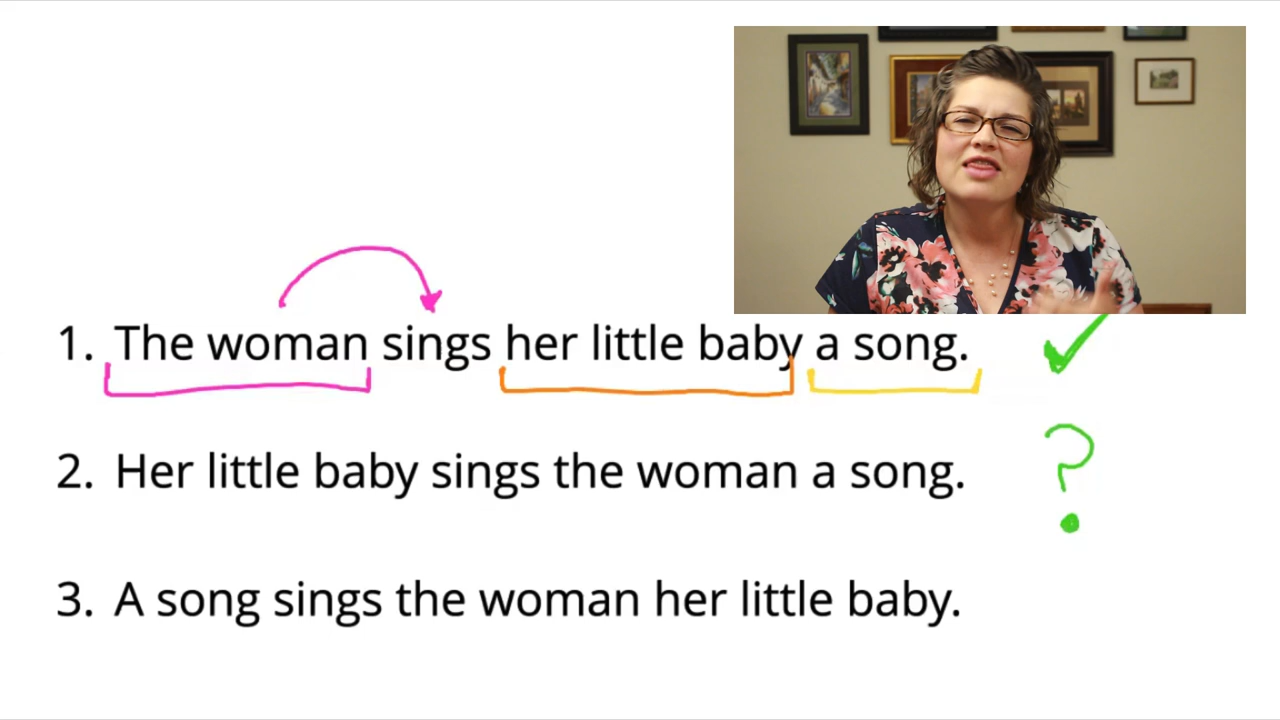 1. The woman sings her little baby a song.
2. Her little baby sings the woman a song.
?
3. A song sings the woman her little baby.